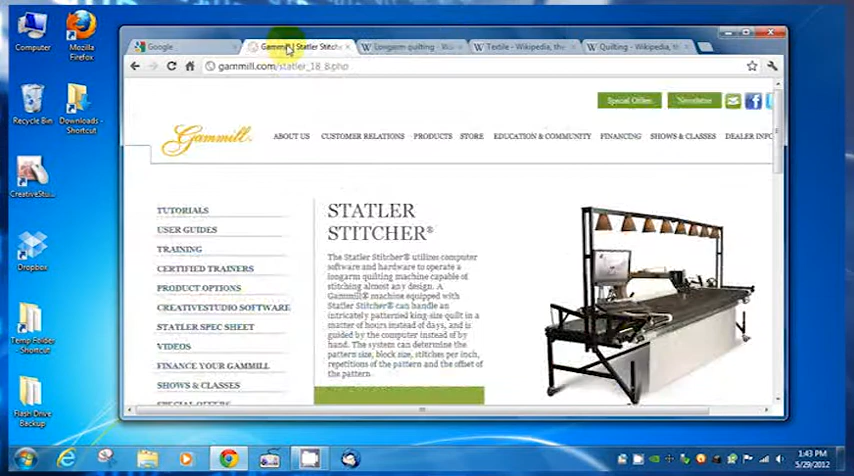 Computer
Mozilla
Firefox
Recycle Bin
Downloads -
Shortcut
CreativeStu...
Dropbox
Temp Folder
- Shortcut
Flash Drive
Backup
Google
Gammill | Statler Stitche
Longarm quilting - Wi
Textile - Wikipedia, the
Quilting - Wikipedia, th
gammill.com/statler_18_8.php
Special Offers
Newsletter
Gammill
ABOUT US CUSTOMER RELATIONS PRODUCTS STORE EDUCATION & COMMUNITY FINANCING SHOWS & CLASSES DEALER INFO
TUTORIALS
USER GUIDES
TRAINING
CERTIFIED TRAINERS
PRODUCT OPTIONS
CREATIVESTUDIO SOFTWARE
STATLER SPEC SHEET
VIDEOS
FINANCE YOUR GAMMILL
SHOWS & CLASSES
SPECIAL OFFERS
STATLER
STITCHER®
The Statler Stitcher® utilizes computer
software and hardware to operate a
longarm quilting machine capable of
stitching almost any design. A
Gammill® machine equipped with
Statler Stitcher® can handle an
intricately patterned king-size quilt in a
matter of hours instead of days, and is
guided by the computer instead of by
hand. The system can determine the
pattern size, block size, stitches per inch,
repetitions of the pattern and the offset of
the pattern.
1:43 PM
5/29/2012